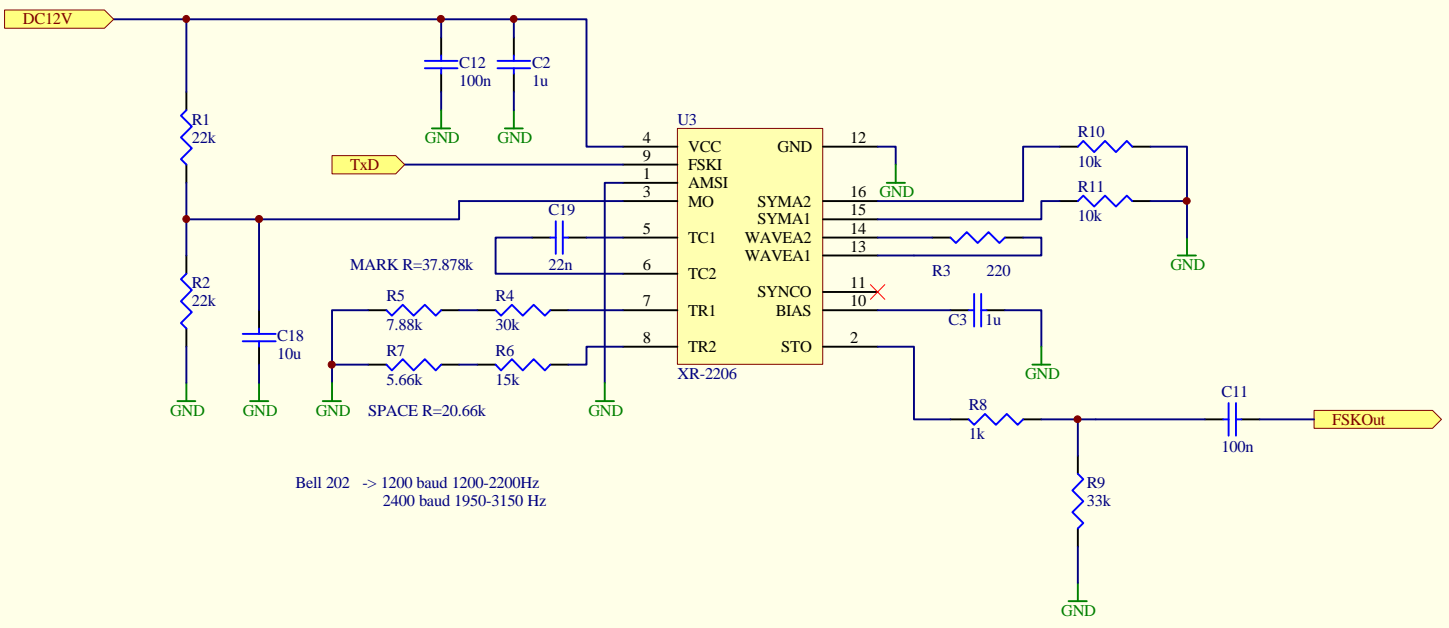 DC12V
C12
100n
C2
1u
GND
GND
R1
22k
U3
TxD
4
9
1
3
5
6
7
8
VCC
FSKI
AMSI
MO
TC1
TC2
TR1
TR2
GND
SYMA2
SYMA1
WAVEA2
WAVEA1
SYNCO
BIAS
STO
12
16
15
14
13
11
10
2
XR-2206
GND
R10
10k
R11
10k
GND
R3 220
C3 1u
GND
C19
22n
MARK R=37.878k
R2
22k
C18
10u
R5
7.88k
R4
30k
R7
5.66k
R6
15k
GND
GND
GND
SPACE R=20.66k
GND
R8
1k
C11
100n
FSKOut
R9
33k
GND
Bell 202 -> 1200 baud 1200-2200Hz
2400 baud 1950-3150 Hz